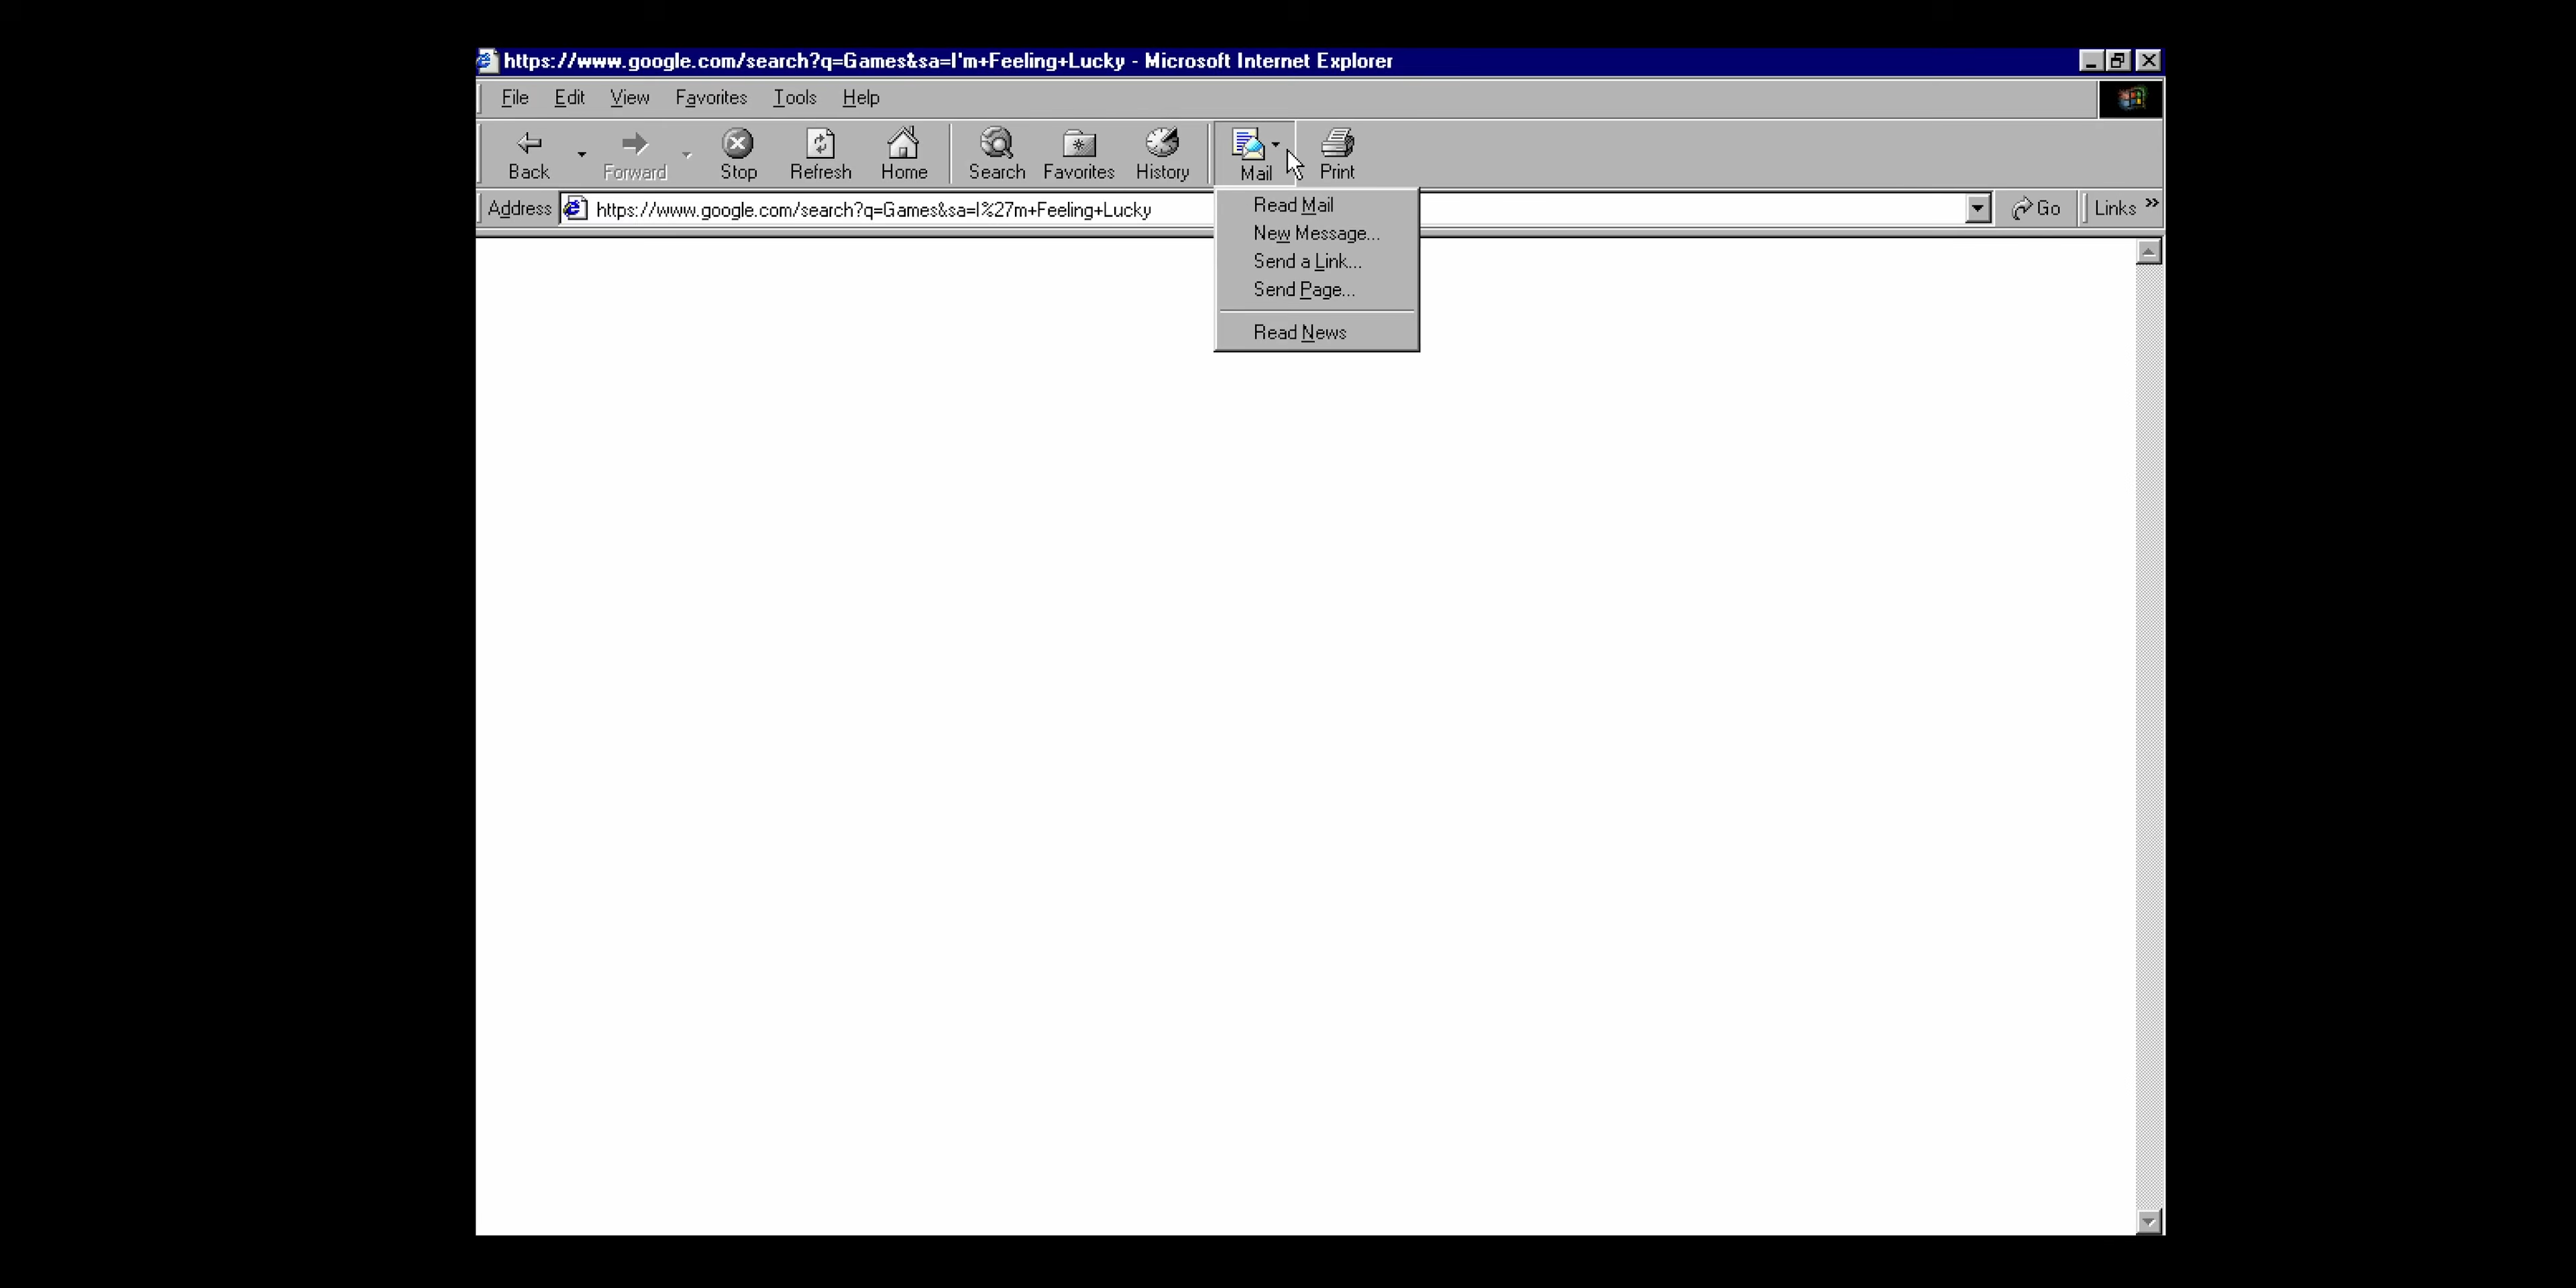 https://www.google.com/search?q=Games&sa=I'm+Feeling+Lucky - Microsoft Internet Explorer
File Edit View Favorites Tools Help
Back Forward Stop Refresh Home Search Favorites History Mail Print
Address https://www.google.com/search?q=Games&sa=I%27m+Feeling+Lucky Go Links »
Read Mail
New Message...
Send a Link...
Send Page...
Read News